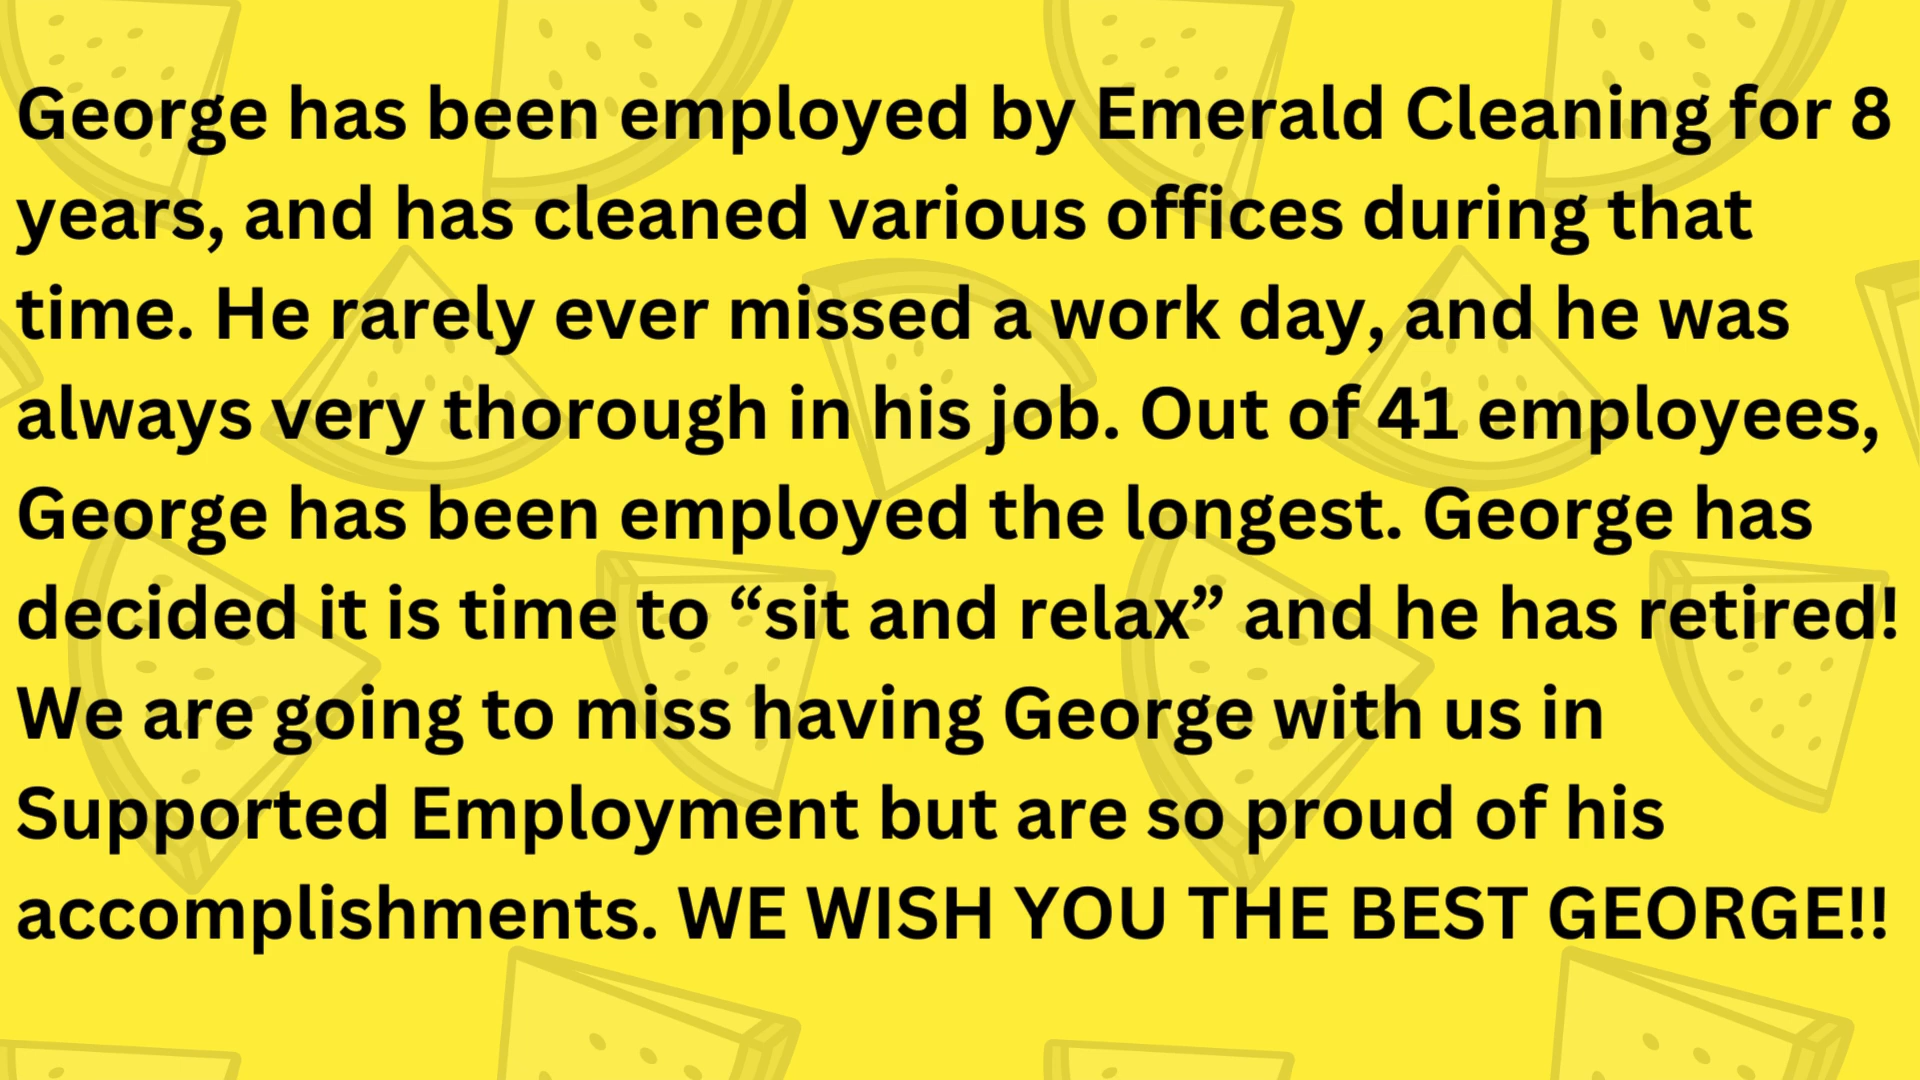 George has been employed by Emerald Cleaning for 8
years, and has cleaned various offices during that
time. He rarely ever missed a work day, and he was
always very thorough in his job. Out of 41 employees,
George has been employed the longest. George has
decided it is time to “sit and relax” and he has retired!
We are going to miss having George with us in
Supported Employment but are so proud of his
accomplishments. WE WISH YOU THE BEST GEORGE!!